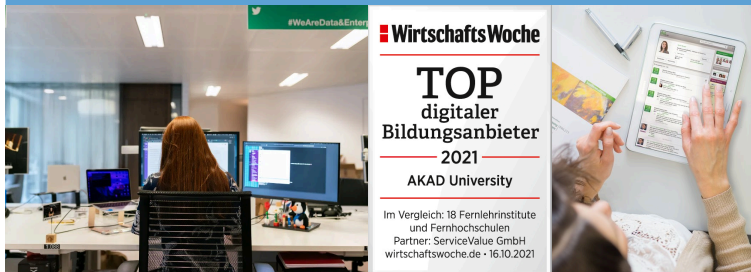 #WeAreData&Enter
WirtschaftsWoche
TOP
digitaler
Bildungsanbieter
2021
AKAD University
Im Vergleich: 18 Fernlehrinstitute
und Fernhochschulen
Partner: ServiceValue GmbH
wirtschaftswoche.de • 16.10.2021